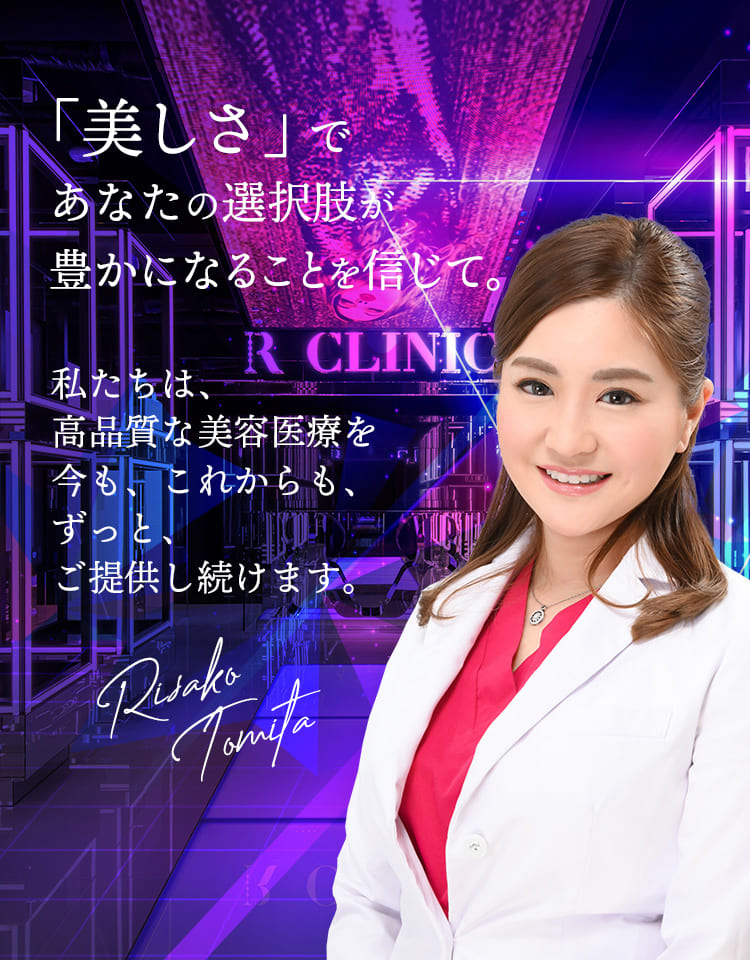 「美しさ」で
あなたの選択肢が
豊かになることを信じて。
R CLINIC
私たちは、
高品質な美容医療を
今も、これからも、
ずっと、
ご提供し続けます。
Risako
Tomita
R C